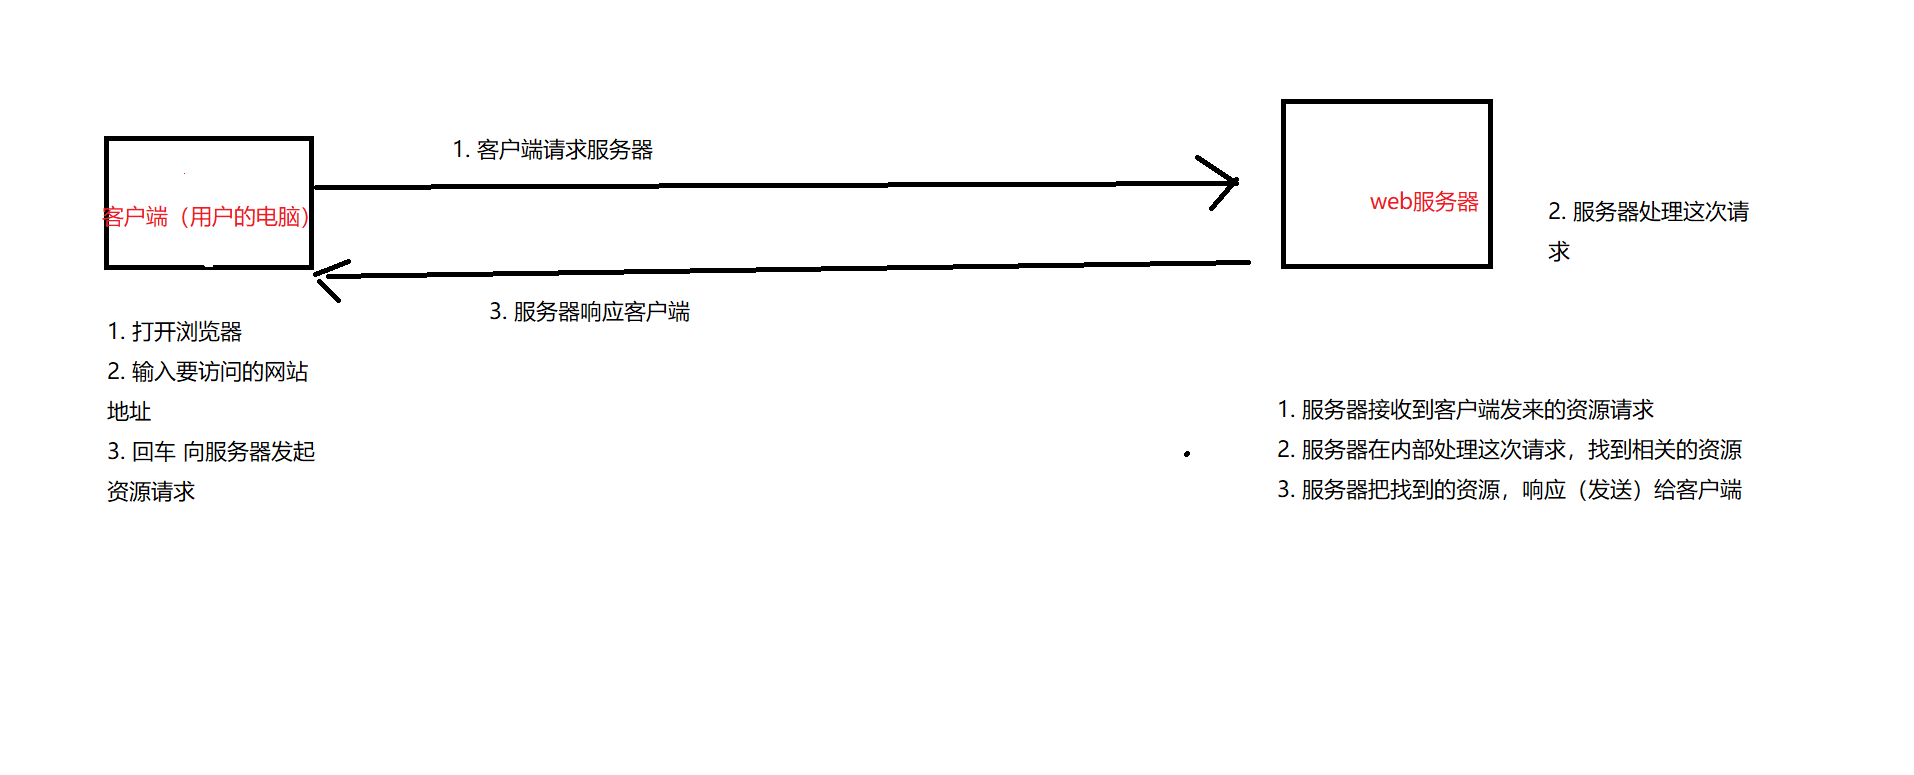 1. 客户端请求服务器
客户端（用户的电脑）
web服务器
2. 服务器处理这次请
求
3. 服务器响应客户端
1. 打开浏览器
2. 输入要访问的网站
地址
3. 回车 向服务器发起
资源请求
1. 服务器接收到客户端发来的资源请求
2. 服务器在内部处理这次请求，找到相关的资源
3. 服务器把找到的资源，响应（发送）给客户端